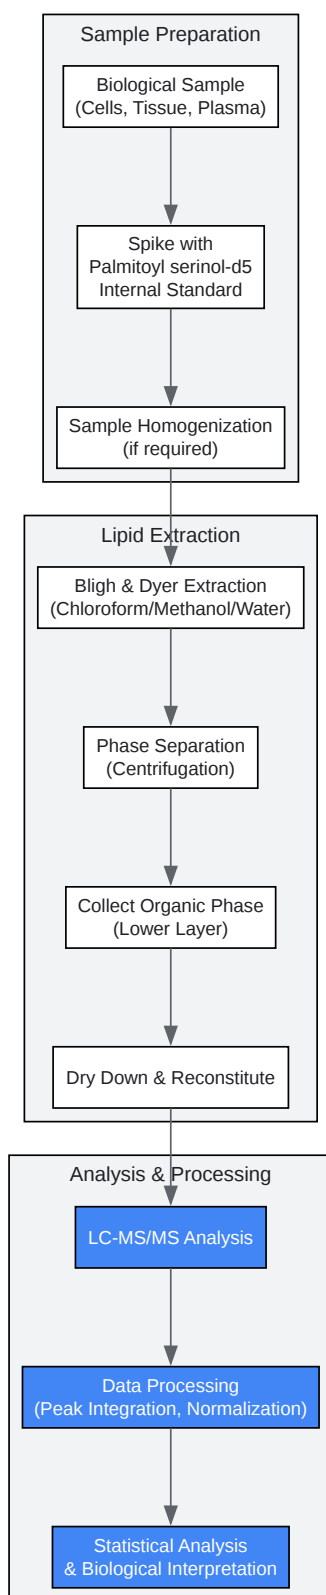 Sample Preparation
Biological Sample
(Cells, Tissue, Plasma)
Spike with
Palmitoyl serinol-d5
Internal Standard
Sample Homogenization
(if required)
Lipid Extraction
Bligh & Dyer Extraction
(Chloroform/Methanol/Water)
Phase Separation
(Centrifugation)
Collect Organic Phase
(Lower Layer)
Dry Down & Reconstitute
Analysis & Processing
LC-MS/MS Analysis
Data Processing
(Peak Integration, Normalization)
Statistical Analysis
& Biological Interpretation